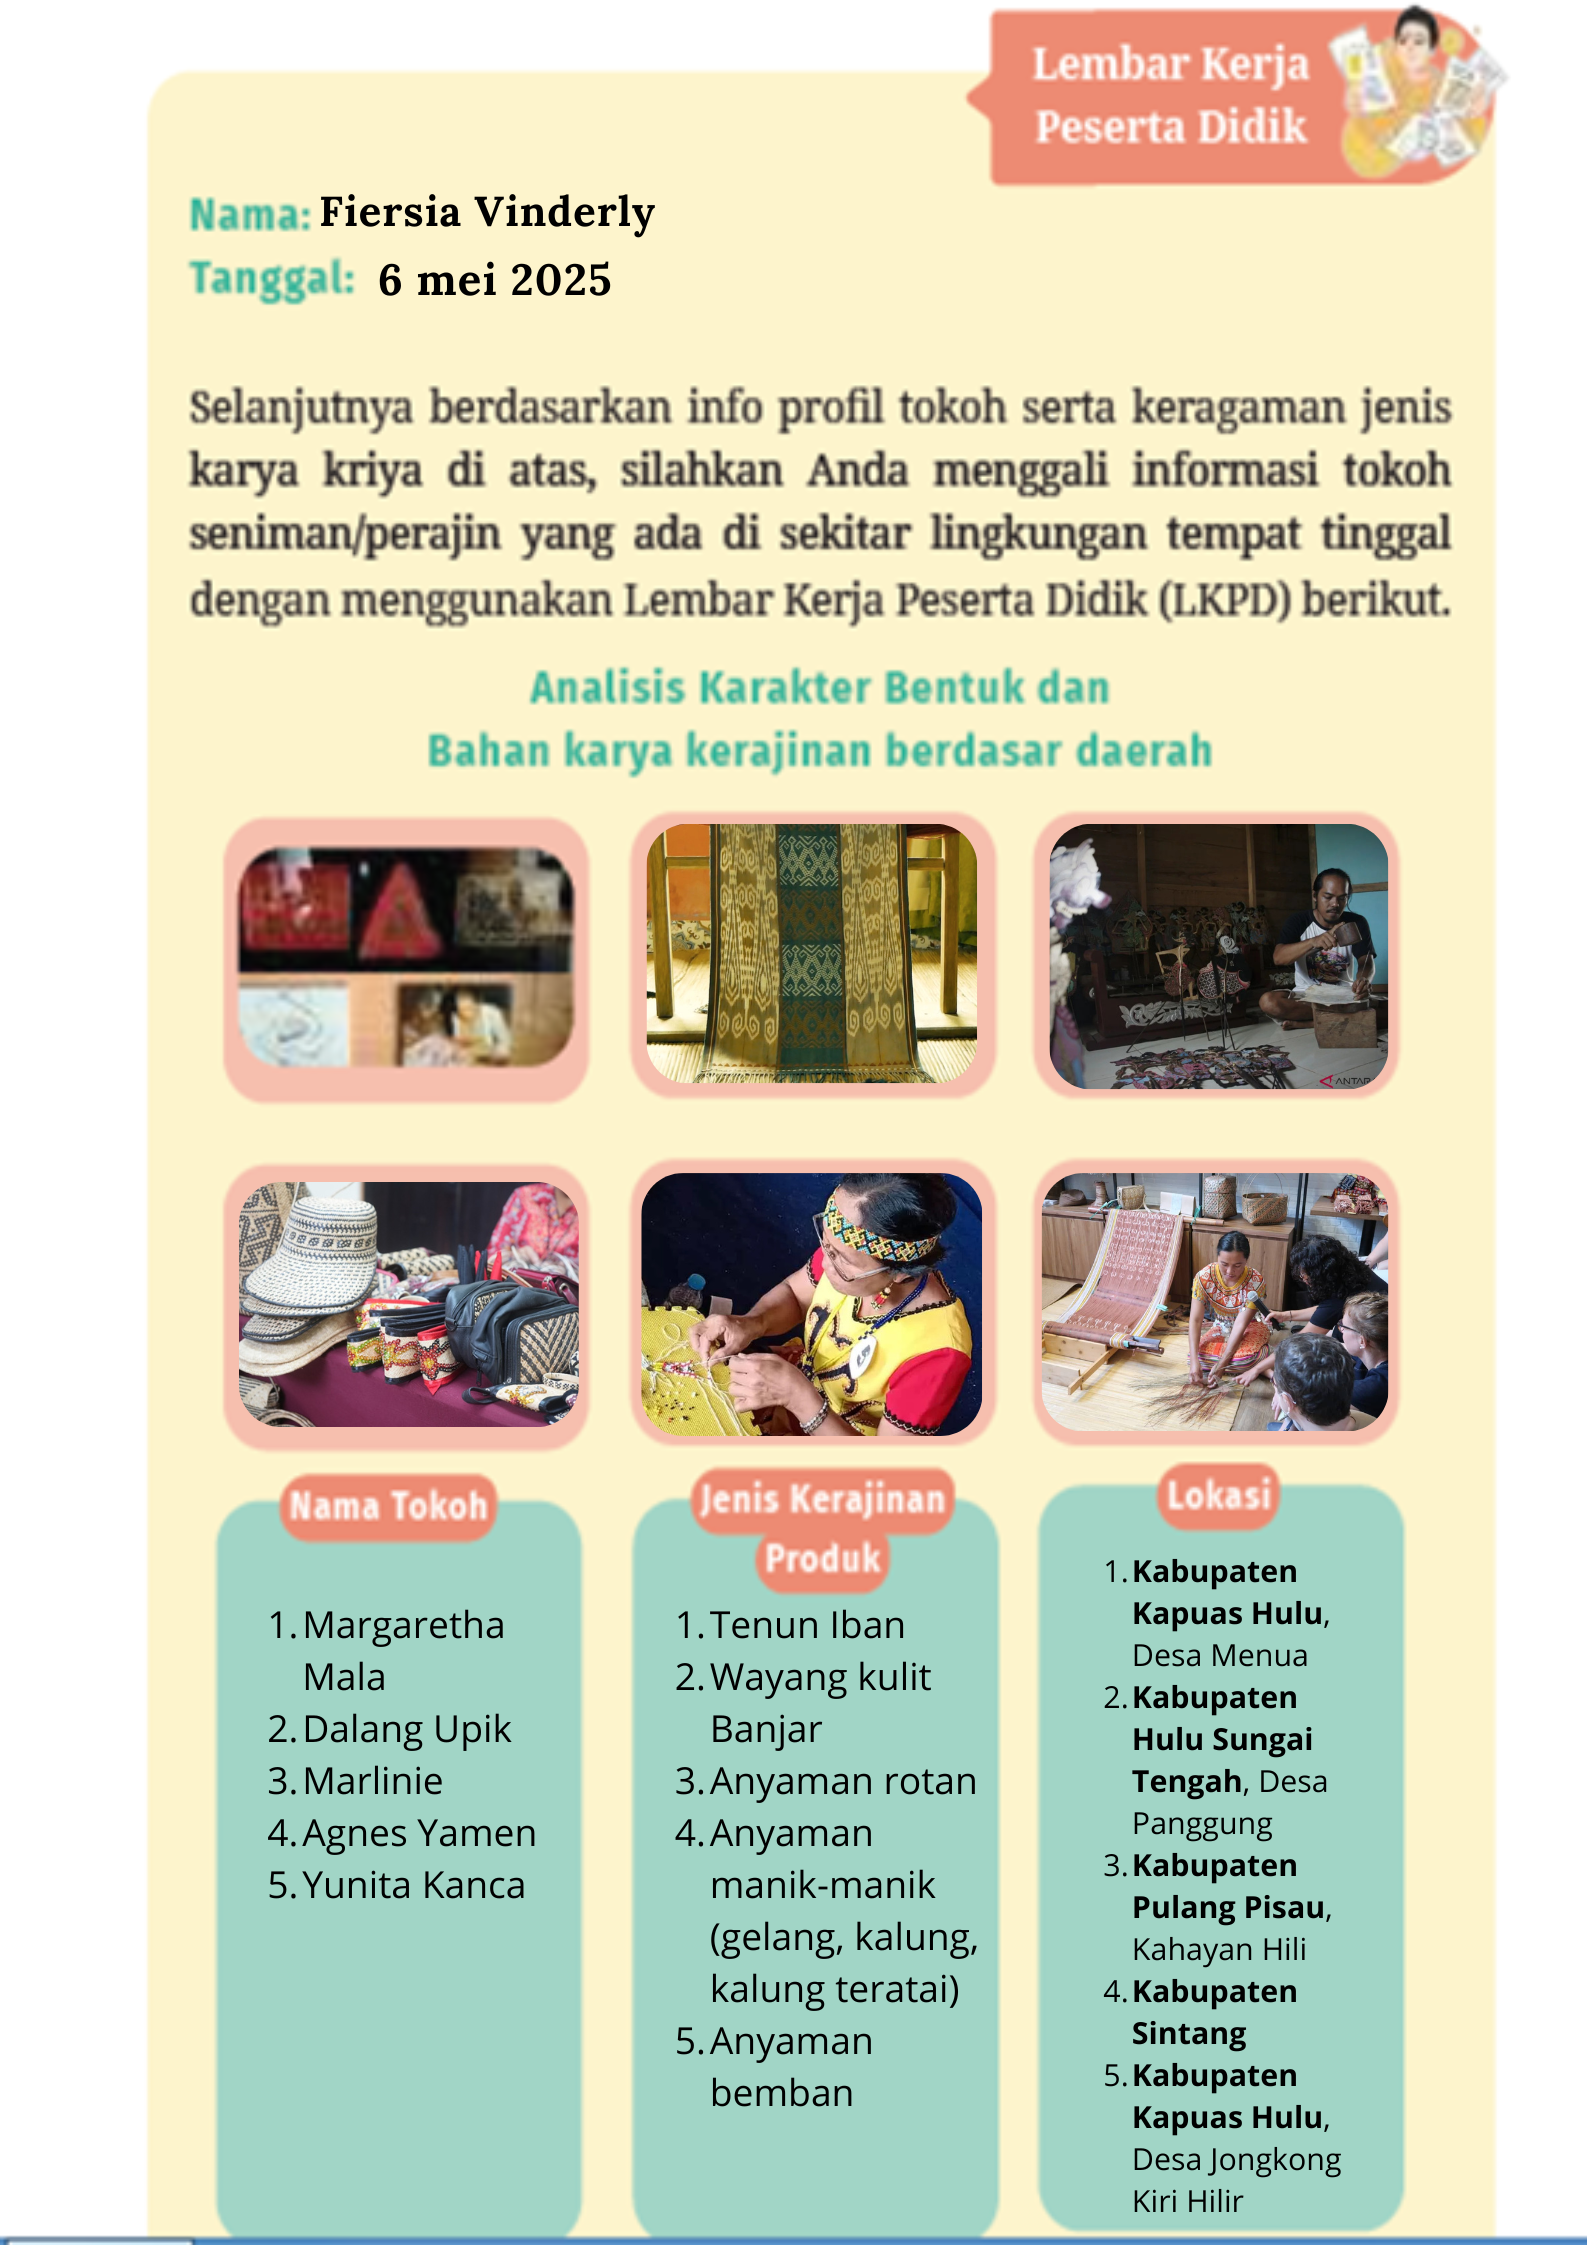 Lembar Kerja
Peserta Didik
Nama: Fiersia Vinderly
Tanggal: 6 mei 2025
Selanjutnya berdasarkan info profil tokoh serta keragaman jenis
karya kriya di atas, silahkan Anda menggali informasi tokoh
seniman/perajin yang ada di sekitar lingkungan tempat tinggal
dengan menggunakan Lembar Kerja Peserta Didik (LKPD) berikut.
Analisis Karakter Bentuk dan
Bahan karya kerajinan berdasar daerah
ANTAR
Nama Tokoh
1. Margaretha
Mala
2. Dalang Upik
3. Marlinie
4. Agnes Yamen
5. Yunita Kanca
Jenis Kerajinan
Produk
1. Tenun Iban
2. Wayang kulit
Banjar
3. Anyaman rotan
4. Anyaman
manik-manik
(gelang, kalung,
kalung teratai)
5. Anyaman
bemban
Lokasi
1. Kabupaten
Kapuas Hulu,
Desa Menua
2. Kabupaten
Hulu Sungai
Tengah, Desa
Panggung
3. Kabupaten
Pulang Pisau,
Kahayan Hili
4. Kabupaten
Sintang
5. Kabupaten
Kapuas Hulu,
Desa Jongkong
Kiri Hilir